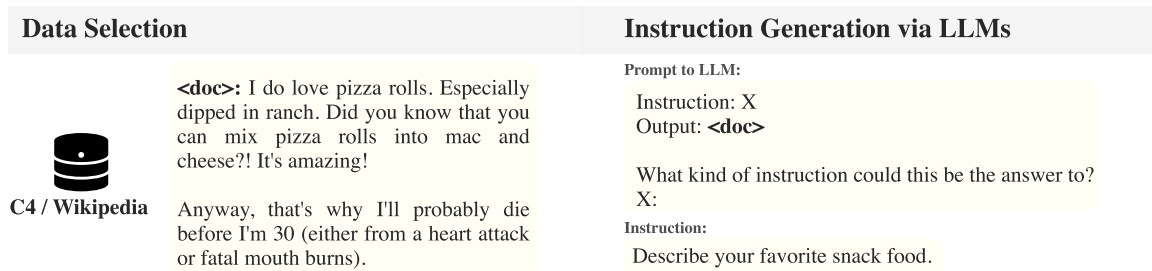 Data Selection
<doc>: I do love pizza rolls. Especially
dipped in ranch. Did you know that you
can mix pizza rolls into mac and
cheese?! It's amazing!
Anyway, that's why I'll probably die
before I'm 30 (either from a heart attack
or fatal mouth burns).
C4 / Wikipedia
Instruction Generation via LLMs
Prompt to LLM:
Instruction: X
Output: <doc>
What kind of instruction could this be the answer to?
X:
Instruction:
Describe your favorite snack food.